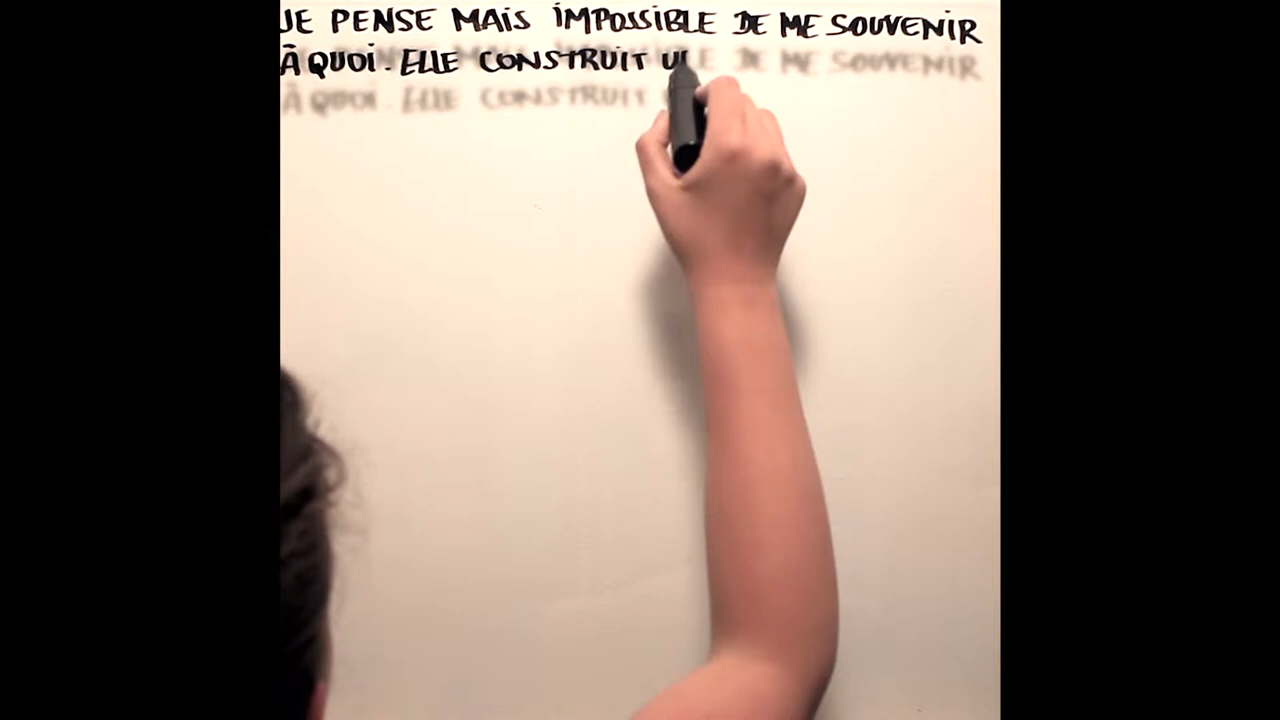 JE PENSE MAIS IMPOSSIBLE DE ME SOUVENIR
À QUOI. ELLE CONSTRUIT U